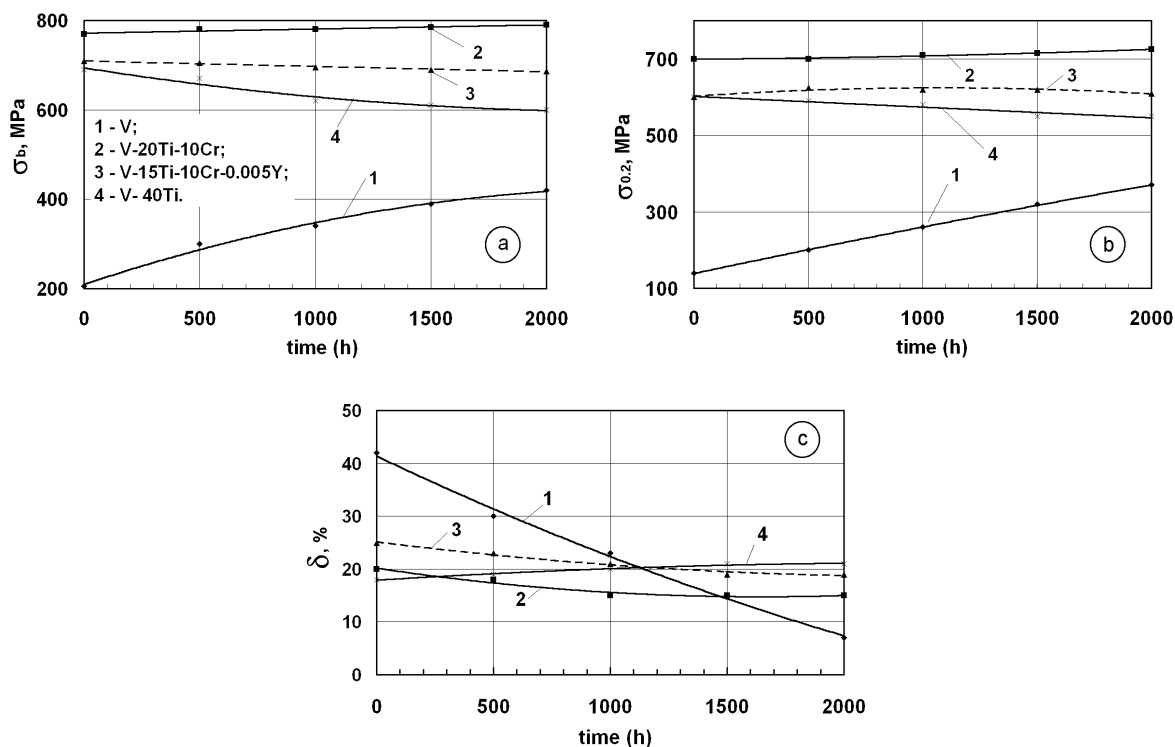 800
600
400
200
σb, MPa
1 - V;
2 - V-20Ti-10Cr;
3 - V-15Ti-10Cr-0.005Y;
4 - V- 40Ti.
2
3
4
1
a
0 500 1000 1500 2000
time (h)
700
500
300
100
σ0.2, MPa
2
3
4
1
b
0 500 1000 1500 2000
time (h)
50
40
30
20
10
0
δ, %
c
1
3
4
2
0 500 1000 1500 2000
time (h)